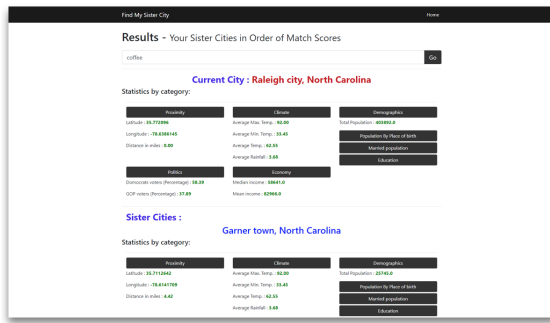 Find My Sister City Home
Results - Your Sister Cities in Order of Match Scores
coffee Go
Current City : Raleigh city, North Carolina
Statistics by category:
Proximity Climate Demographics
Latitude : 35.772096 Average Max. Temp. : 92.00 Total Population : 403892.0
Longitude : -78.6386145 Average Min. Temp. : 33.45 Population By Place of birth
Distance in miles : 0.00 Average Temp. : 62.55 Married population
Average Rainfall : 3.68 Education
Politics Economy
Democrats voters (Percentage) : 58.39 Median income : 58641.0
GOP voters (Percentage) : 37.89 Mean income : 82966.0
Sister Cities :
Garner town, North Carolina
Statistics by category:
Proximity Climate Demographics
Latitude : 35.7112642 Average Max. Temp. : 92.00 Total Population : 25745.0
Longitude : -78.6141709 Average Min. Temp. : 33.45 Population By Place of birth
Distance in miles : 4.42 Average Temp. : 62.55 Married population
Average Rainfall : 3.68 Education